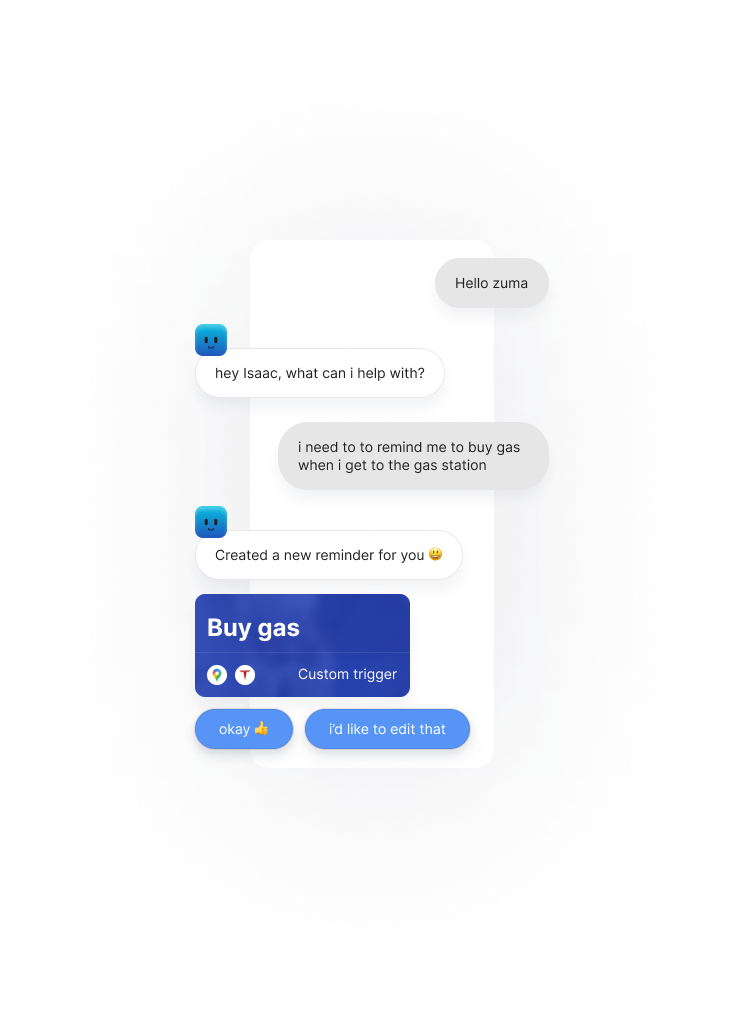 Hello zuma
hey Isaac, what can i help with?
i need to to remind me to buy gas
when i get to the gas station
Created a new reminder for you 😃
Buy gas
Custom trigger
okay 👍
i'd like to edit that